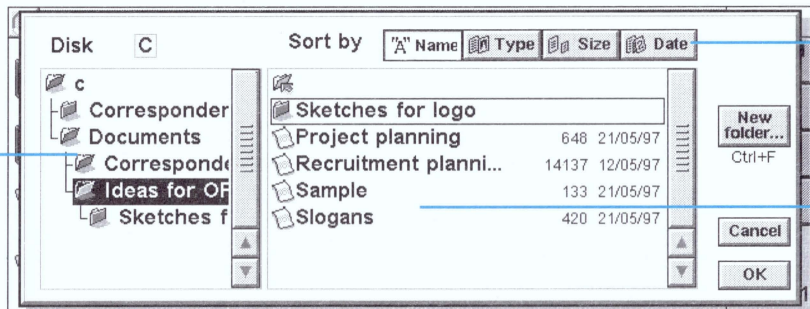 Disk C Sort by "A" Name Type Size Date
c
Corresponder
Documents
Corresponde
Ideas for OF
Sketches f
Sketches for logo
Project planning 648 21/05/97
Recruitment planni... 14137 12/05/97
Sample 133 21/05/97
Slogans 420 21/05/97
New
folder...
Ctrl+F
Cancel
OK